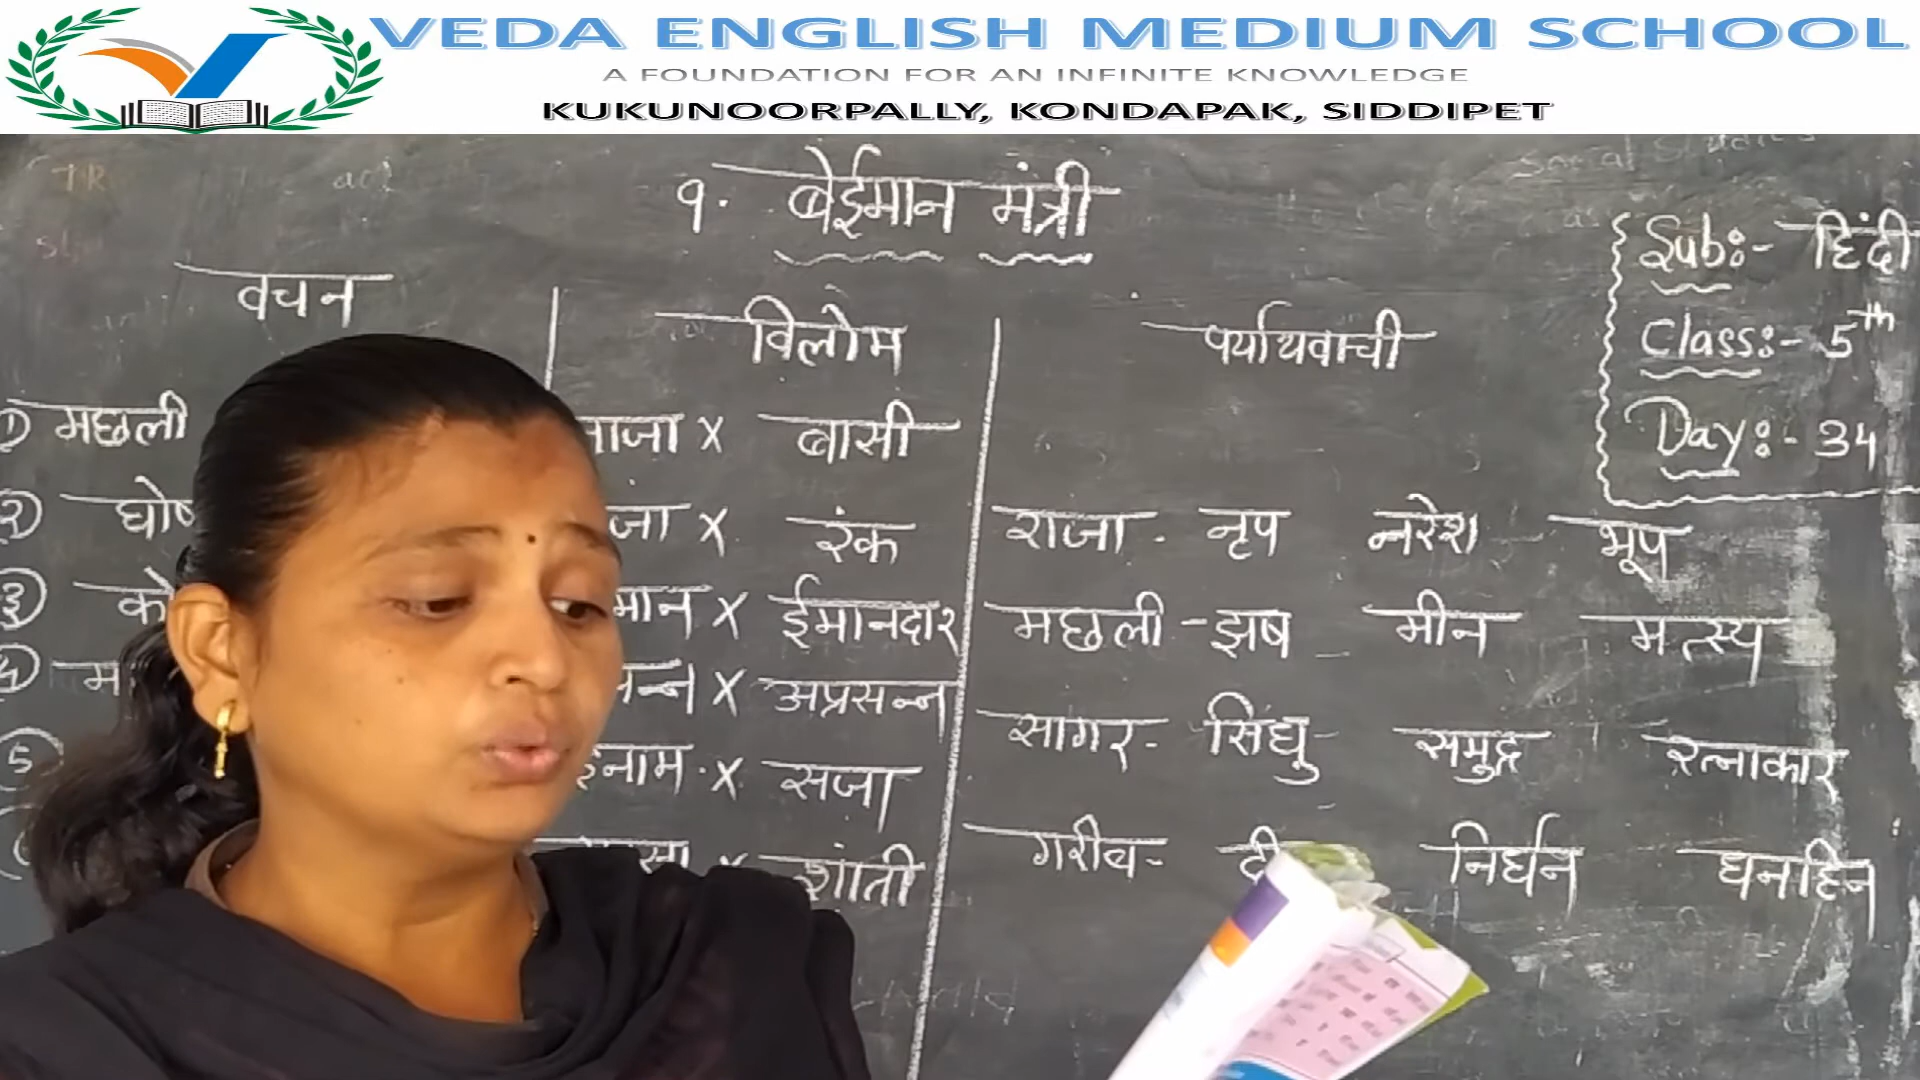 VEDA ENGLISH MEDIUM SCHOOL
A FOUNDATION FOR AN INFINITE KNOWLEDGE
KUKUNOORPALLY, KONDAPAK, SIDDIPET
१. बेईमान मंत्री
Sub:- हिंदी
Class:- 5th
Day:- 34
वचन
① मछली
②
③
④
⑤
विलोम
x बासी
x रंक
x ईमानदार
x अप्रसन्न
x सजा
x शांती
पर्यायवाची
राजा - नृप नरेश भूप
मछली - झष मीन मत्स्य
सागर - सिंधु समुद्र रत्नाकार
गरीब - निर्धन धनहिन